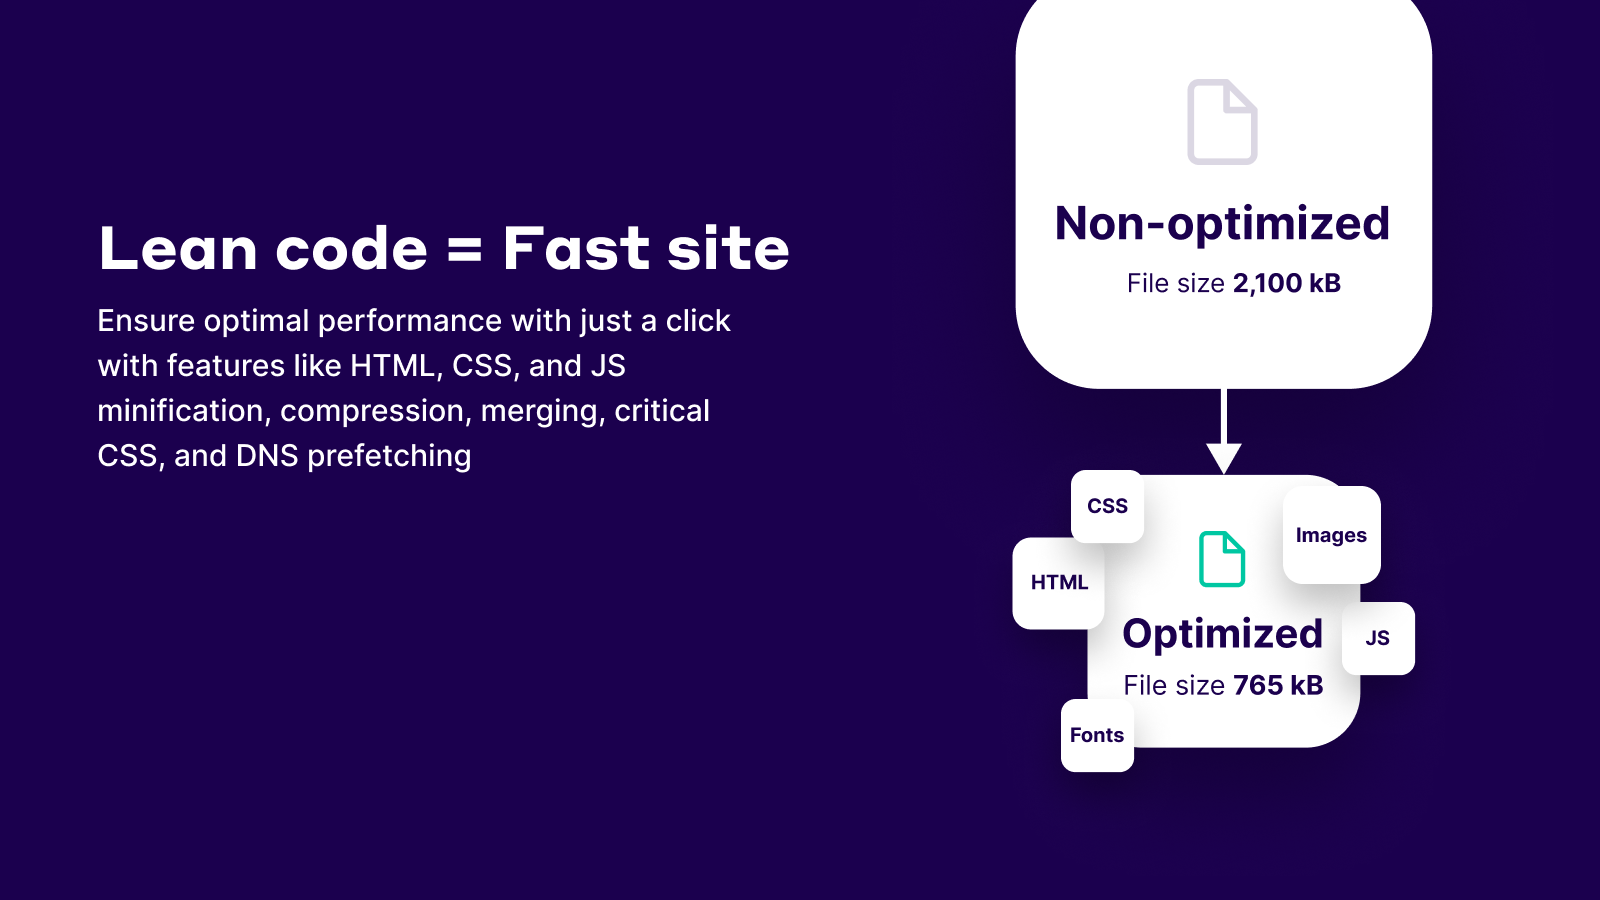 Lean code = Fast site
Ensure optimal performance with just a click
with features like HTML, CSS, and JS
minification, compression, merging, critical
CSS, and DNS prefetching
Non-optimized
File size 2,100 kB
CSS
Images
HTML
Optimized
JS
File size 765 kB
Fonts